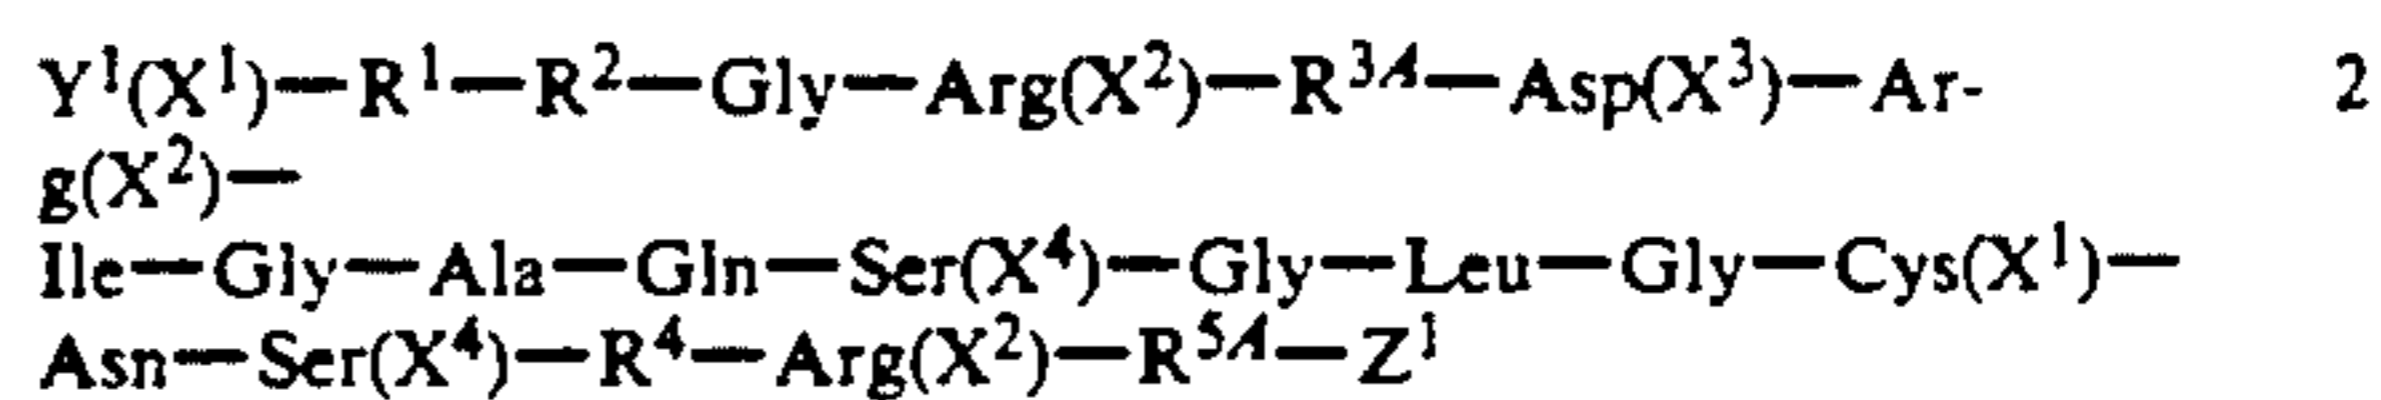 Y¹(X¹)—R¹—R²—Gly—Arg(X²)—R³ᴬ—Asp(X³)—Ar- 2
g(X²)—
Ile—Gly—Ala—Gln—Ser(X⁴)—Gly—Leu—Gly—Cys(X¹)—
Asn—Ser(X⁴)—R⁴—Arg(X²)—R⁵ᴬ—Z¹